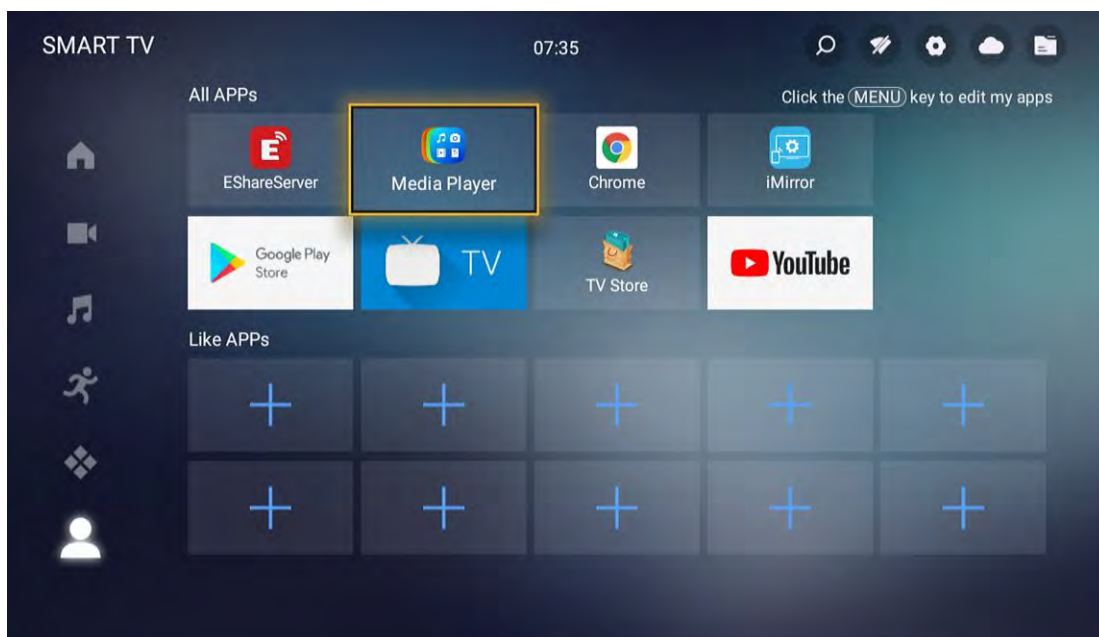 SMART TV
07:35
All APPs
Click the MENU key to edit my apps
E
EShareServer
Media Player
Chrome
iMirror
Google Play
Store
TV
TV Store
YouTube
Like APPs